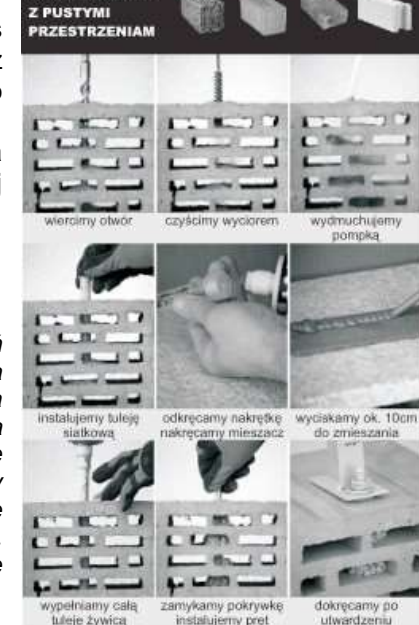 Z PUSTYMI
PRZESTRZENIAM
wiercimy otwór
czyścimy wyciorem
wydmuchujemy
pompką
instalujemy tuleję
siatkową
odkręcamy nakrętkę
nakręcamy mieszacz
wyciskamy ok. 10cm
do zmieszania
wypełniamy całą
tuleję żywicą
zamykamy pokrywkę
instalujemy pręt
dokręcamy po
utwardzeniu